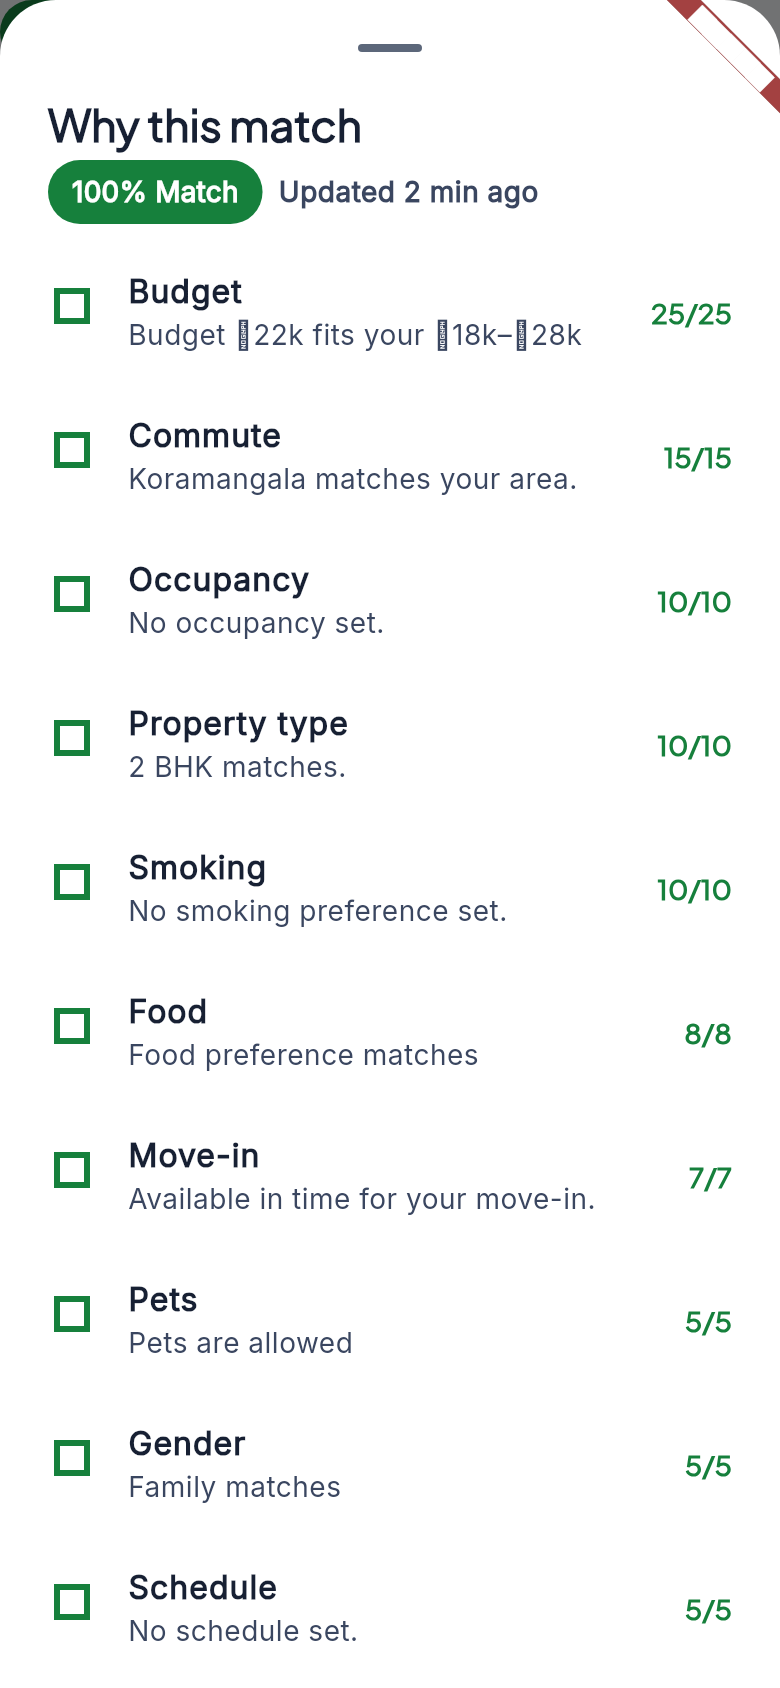 Why this match
100% Match Updated 2 min ago
Budget
Budget 22k fits your 18k–28k
25/25
Commute
Koramangala matches your area.
15/15
Occupancy
No occupancy set.
10/10
Property type
2 BHK matches.
10/10
Smoking
No smoking preference set.
10/10
Food
Food preference matches
8/8
Move-in
Available in time for your move-in.
7/7
Pets
Pets are allowed
5/5
Gender
Family matches
5/5
Schedule
No schedule set.
5/5